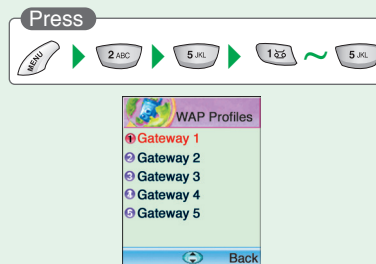 Press
MENU 2 ABC 5 JKL 1 ~ 5 JKL
WAP Profiles
1 Gateway 1
2 Gateway 2
3 Gateway 3
4 Gateway 4
5 Gateway 5
Back